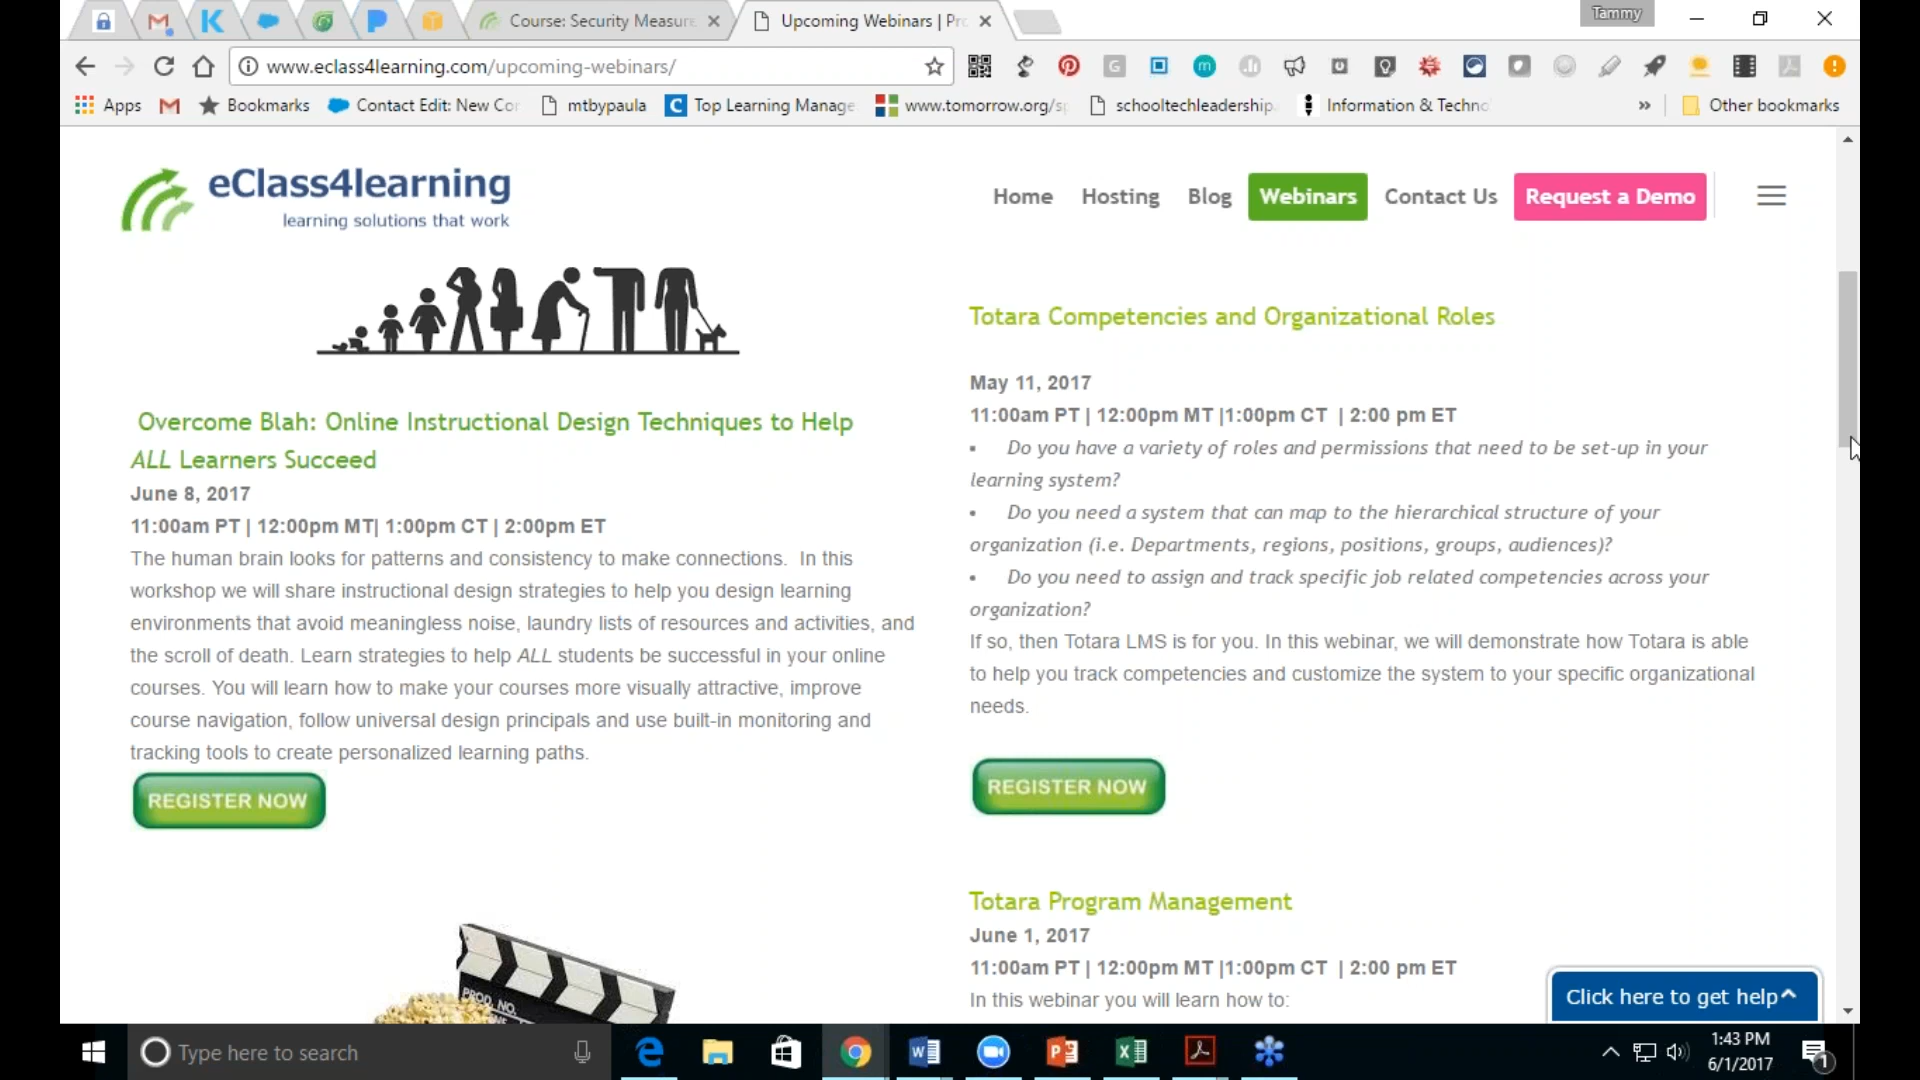 Course: Security Measure
Upcoming Webinars | Pro
Tammy
www.eclass4learning.com/upcoming-webinars/
Apps
Bookmarks
Contact Edit: New Cor
mtbypaula
Top Learning Manage
www.tomorrow.org/sp
schooltechleadership
Information & Techno
»
Other bookmarks
eClass4learning
learning solutions that work
Home
Hosting
Blog
Webinars
Contact Us
Request a Demo
Overcome Blah: Online Instructional Design Techniques to Help
ALL Learners Succeed
June 8, 2017
11:00am PT | 12:00pm MT| 1:00pm CT | 2:00pm ET
The human brain looks for patterns and consistency to make connections. In this
workshop we will share instructional design strategies to help you design learning
environments that avoid meaningless noise, laundry lists of resources and activities, and
the scroll of death. Learn strategies to help ALL students be successful in your online
courses. You will learn how to make your courses more visually attractive, improve
course navigation, follow universal design principals and use built-in monitoring and
tracking tools to create personalized learning paths.
REGISTER NOW
PROD. NO.
Totara Competencies and Organizational Roles
May 11, 2017
11:00am PT | 12:00pm MT |1:00pm CT | 2:00 pm ET
▪ Do you have a variety of roles and permissions that need to be set-up in your
learning system?
• Do you need a system that can map to the hierarchical structure of your
organization (i.e. Departments, regions, positions, groups, audiences)?
• Do you need to assign and track specific job related competencies across your
organization?
If so, then Totara LMS is for you. In this webinar, we will demonstrate how Totara is able
to help you track competencies and customize the system to your specific organizational
needs.
REGISTER NOW
Totara Program Management
June 1, 2017
11:00am PT | 12:00pm MT |1:00pm CT | 2:00 pm ET
In this webinar you will learn how to:
Click here to get help
Type here to search
1:43 PM
6/1/2017
1